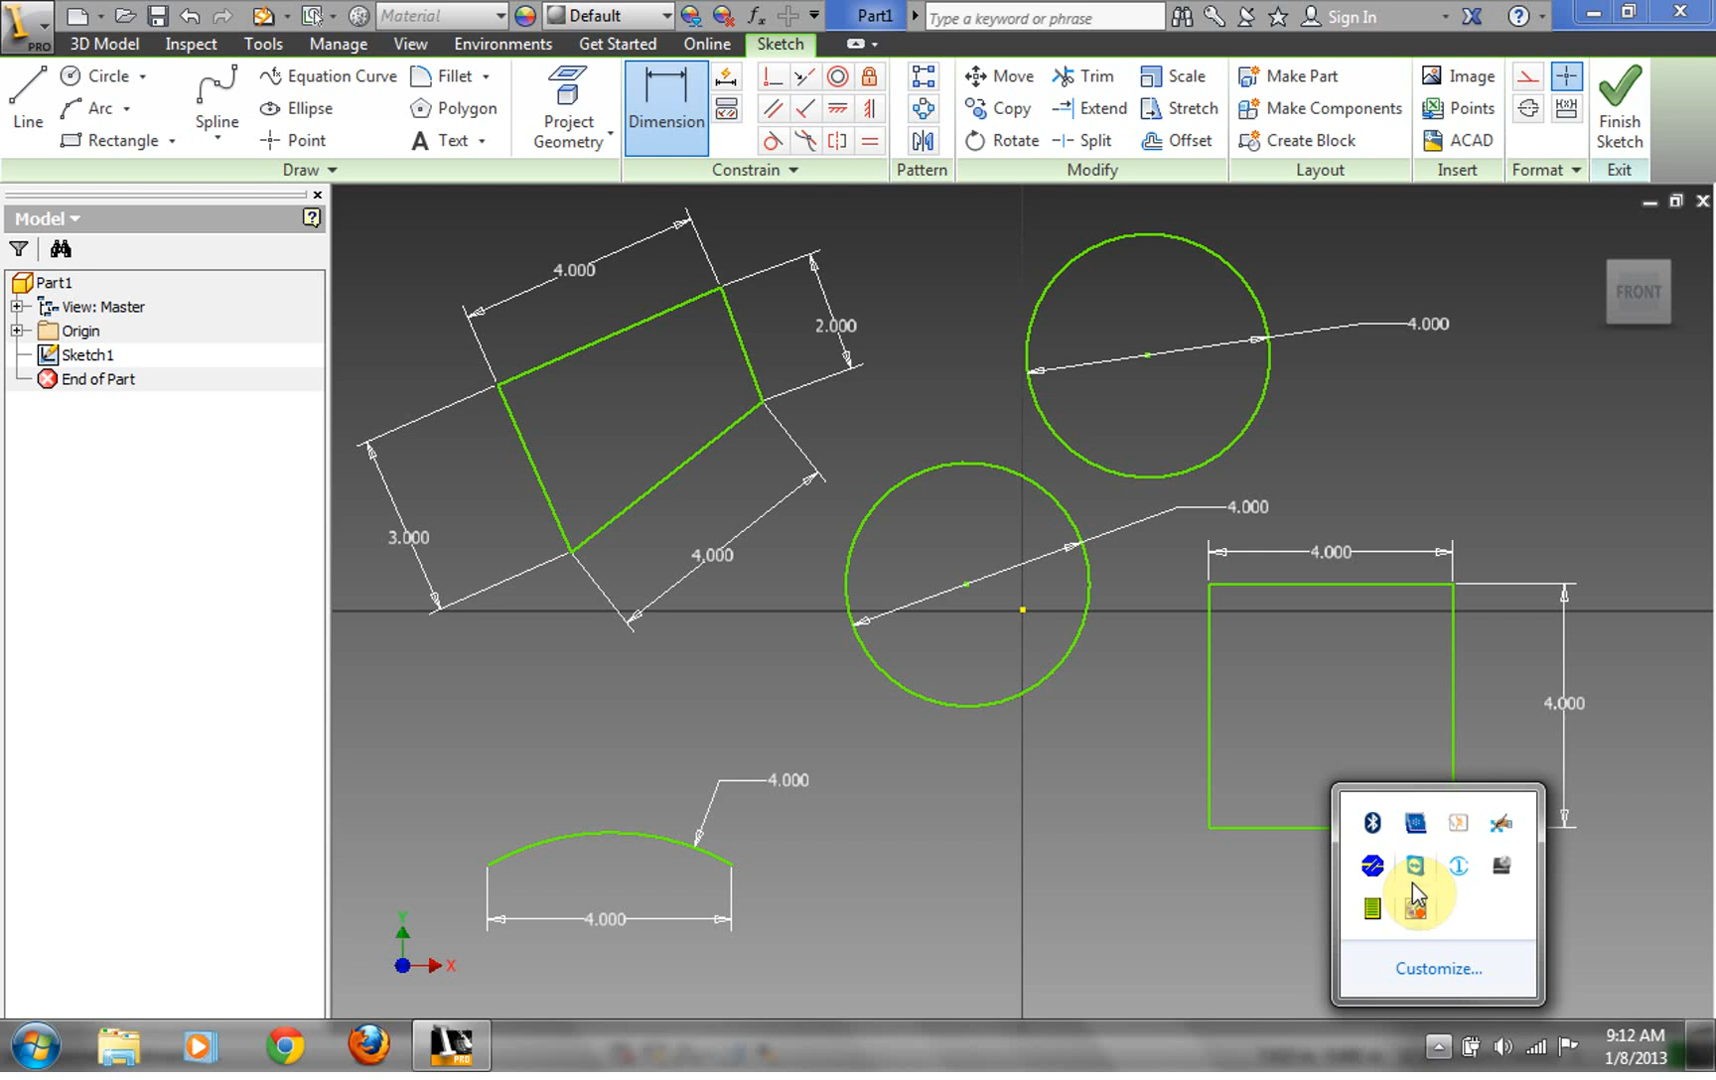 PRO
Material
Default
Part1
Type a keyword or phrase
Sign In
3D Model
Inspect
Tools
Manage
View
Environments
Get Started
Online
Sketch
Line
Circle
Arc
Rectangle
Spline
Equation Curve
Ellipse
Point
Fillet
Polygon
Text
Project
Geometry
Dimension
Move
Copy
Rotate
Trim
Extend
Split
Scale
Stretch
Offset
Make Part
Make Components
Create Block
Image
Points
ACAD
Finish
Sketch
Draw
Constrain
Pattern
Modify
Layout
Insert
Format
Exit
Model
Part1
View: Master
Origin
Sketch1
End of Part
FRONT
4.000
2.000
3.000
4.000
4.000
4.000
4.000
4.000
4.000
4.000
Y
X
Customize...
PRO
9:12 AM
1/8/2013